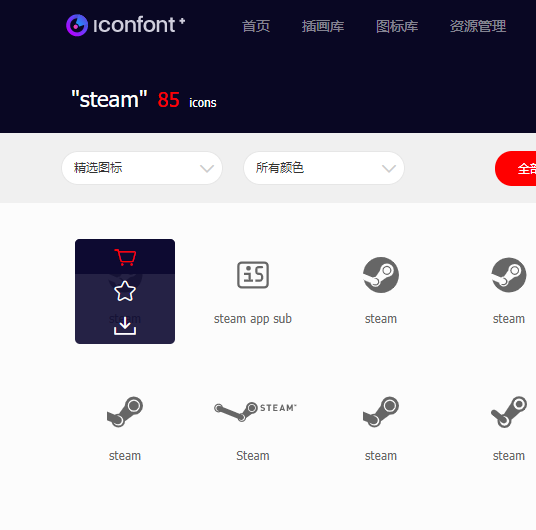 iconfont+
首页 插画库 图标库 资源管理
"steam" 85 icons
精选图标 所有颜色 全部
steam steam app sub steam steam
STEAM™
steam Steam steam steam